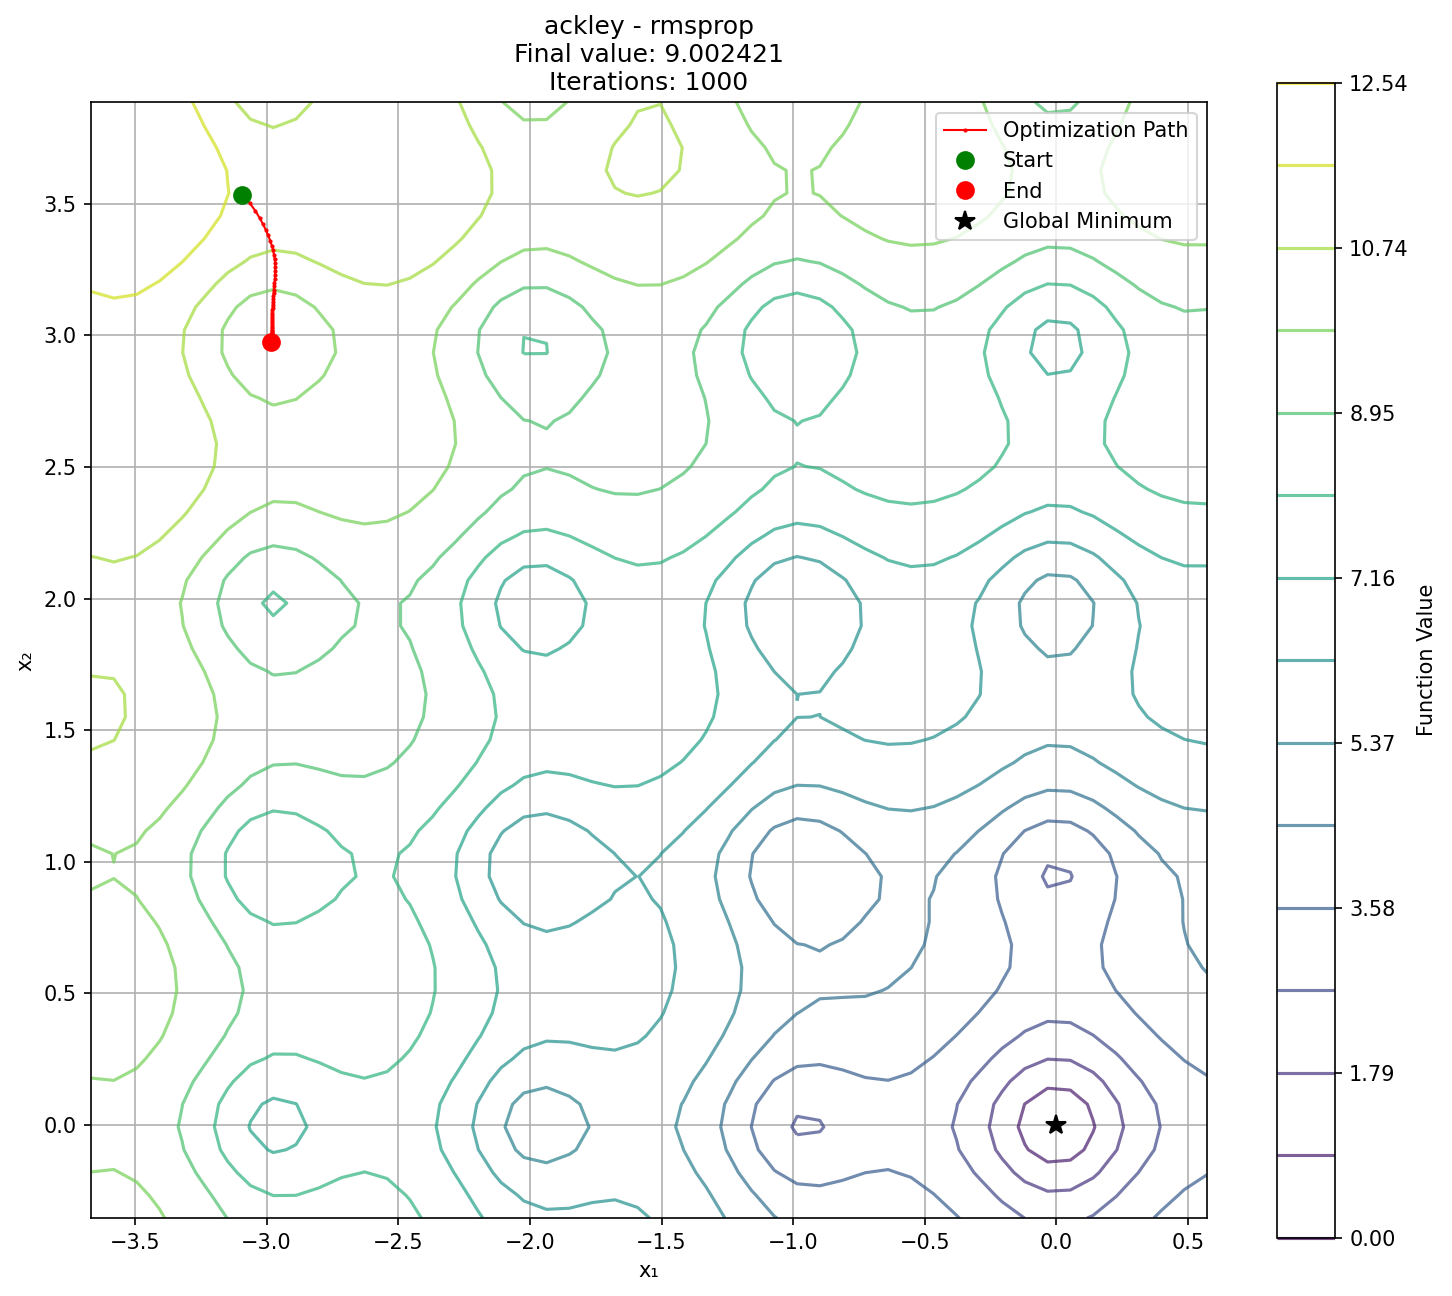 ackley - rmsprop
Final value: 9.002421
Iterations: 1000
Optimization Path
Start
End
Global Minimum
3.5
3.0
2.5
2.0
1.5
1.0
0.5
0.0
x₂
−3.5 −3.0 −2.5 −2.0 −1.5 −1.0 −0.5 0.0 0.5
x₁
12.54
10.74
8.95
7.16
5.37
3.58
1.79
0.00
Function Value